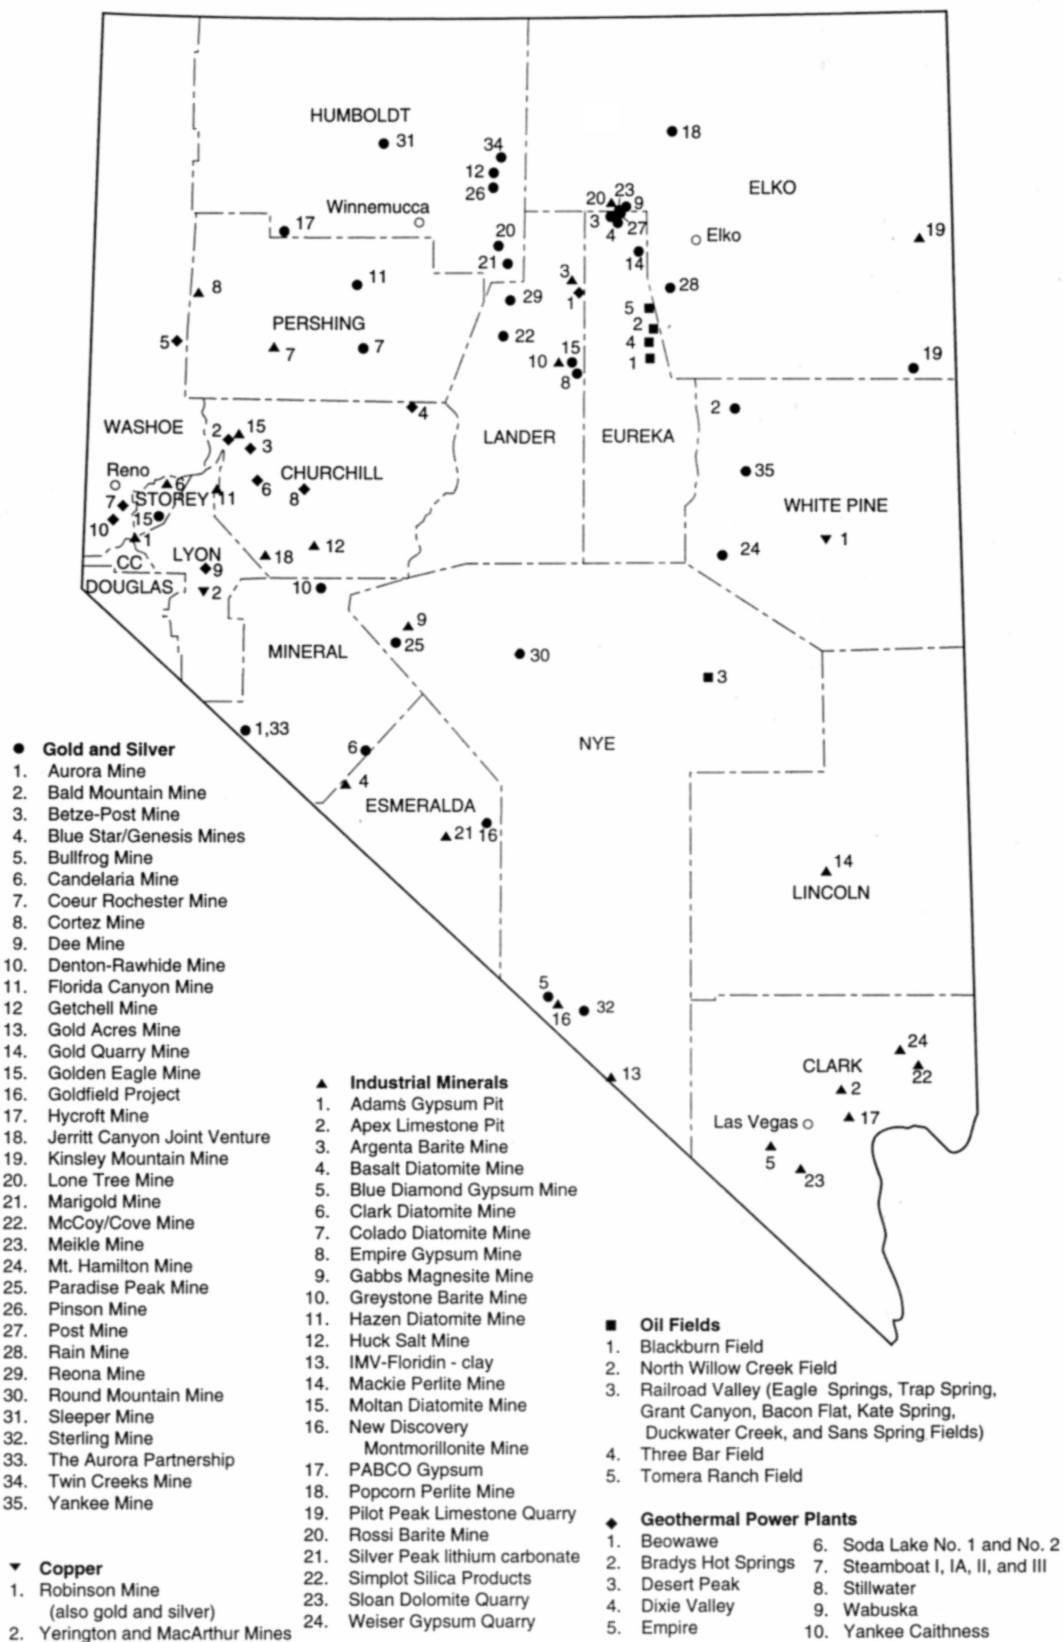 HUMBOLDT
31
34
12
26
18
ELKO
Winnemucca
17
20
23
9
3
4
27
14
Elko
19
20
21
8
11
3
1
28
29
5
2
4
1
PERSHING
5
7
7
22
15
10
8
19
4
2
WASHOE
2
15
3
LANDER
EUREKA
35
Reno
6
CHURCHILL
6
8
WHITE PINE
7
STOREY
11
10
15
1
24
1
LYON
18
12
CC
9
DOUGLAS
2
10
9
25
MINERAL
30
3
1,33
NYE
6
4
ESMERALDA
21
16
14
LINCOLN
5
16
32
24
CLARK
22
13
2
Las Vegas
17
5
23
Gold and Silver
1. Aurora Mine
2. Bald Mountain Mine
3. Betze-Post Mine
4. Blue Star/Genesis Mines
5. Bullfrog Mine
6. Candelaria Mine
7. Coeur Rochester Mine
8. Cortez Mine
9. Dee Mine
10. Denton-Rawhide Mine
11. Florida Canyon Mine
12 Getchell Mine
13. Gold Acres Mine
14. Gold Quarry Mine
15. Golden Eagle Mine
16. Goldfield Project
17. Hycroft Mine
18. Jerritt Canyon Joint Venture
19. Kinsley Mountain Mine
20. Lone Tree Mine
21. Marigold Mine
22. McCoy/Cove Mine
23. Meikle Mine
24. Mt. Hamilton Mine
25. Paradise Peak Mine
26. Pinson Mine
27. Post Mine
28. Rain Mine
29. Reona Mine
30. Round Mountain Mine
31. Sleeper Mine
32. Sterling Mine
33. The Aurora Partnership
34. Twin Creeks Mine
35. Yankee Mine
Copper
1. Robinson Mine
(also gold and silver)
2. Yerington and MacArthur Mines
Industrial Minerals
1. Adams Gypsum Pit
2. Apex Limestone Pit
3. Argenta Barite Mine
4. Basalt Diatomite Mine
5. Blue Diamond Gypsum Mine
6. Clark Diatomite Mine
7. Colado Diatomite Mine
8. Empire Gypsum Mine
9. Gabbs Magnesite Mine
10. Greystone Barite Mine
11. Hazen Diatomite Mine
12. Huck Salt Mine
13. IMV-Floridin - clay
14. Mackie Perlite Mine
15. Moltan Diatomite Mine
16. New Discovery
Montmorillonite Mine
17. PABCO Gypsum
18. Popcorn Perlite Mine
19. Pilot Peak Limestone Quarry
20. Rossi Barite Mine
21. Silver Peak lithium carbonate
22. Simplot Silica Products
23. Sloan Dolomite Quarry
24. Weiser Gypsum Quarry
Oil Fields
1. Blackburn Field
2. North Willow Creek Field
3. Railroad Valley (Eagle Springs, Trap Spring,
Grant Canyon, Bacon Flat, Kate Spring,
Duckwater Creek, and Sans Spring Fields)
4. Three Bar Field
5. Tomera Ranch Field
Geothermal Power Plants
1. Beowawe
2. Bradys Hot Springs
3. Desert Peak
4. Dixie Valley
5. Empire
6. Soda Lake No. 1 and No. 2
7. Steamboat I, IA, II, and III
8. Stillwater
9. Wabuska
10. Yankee Caithness